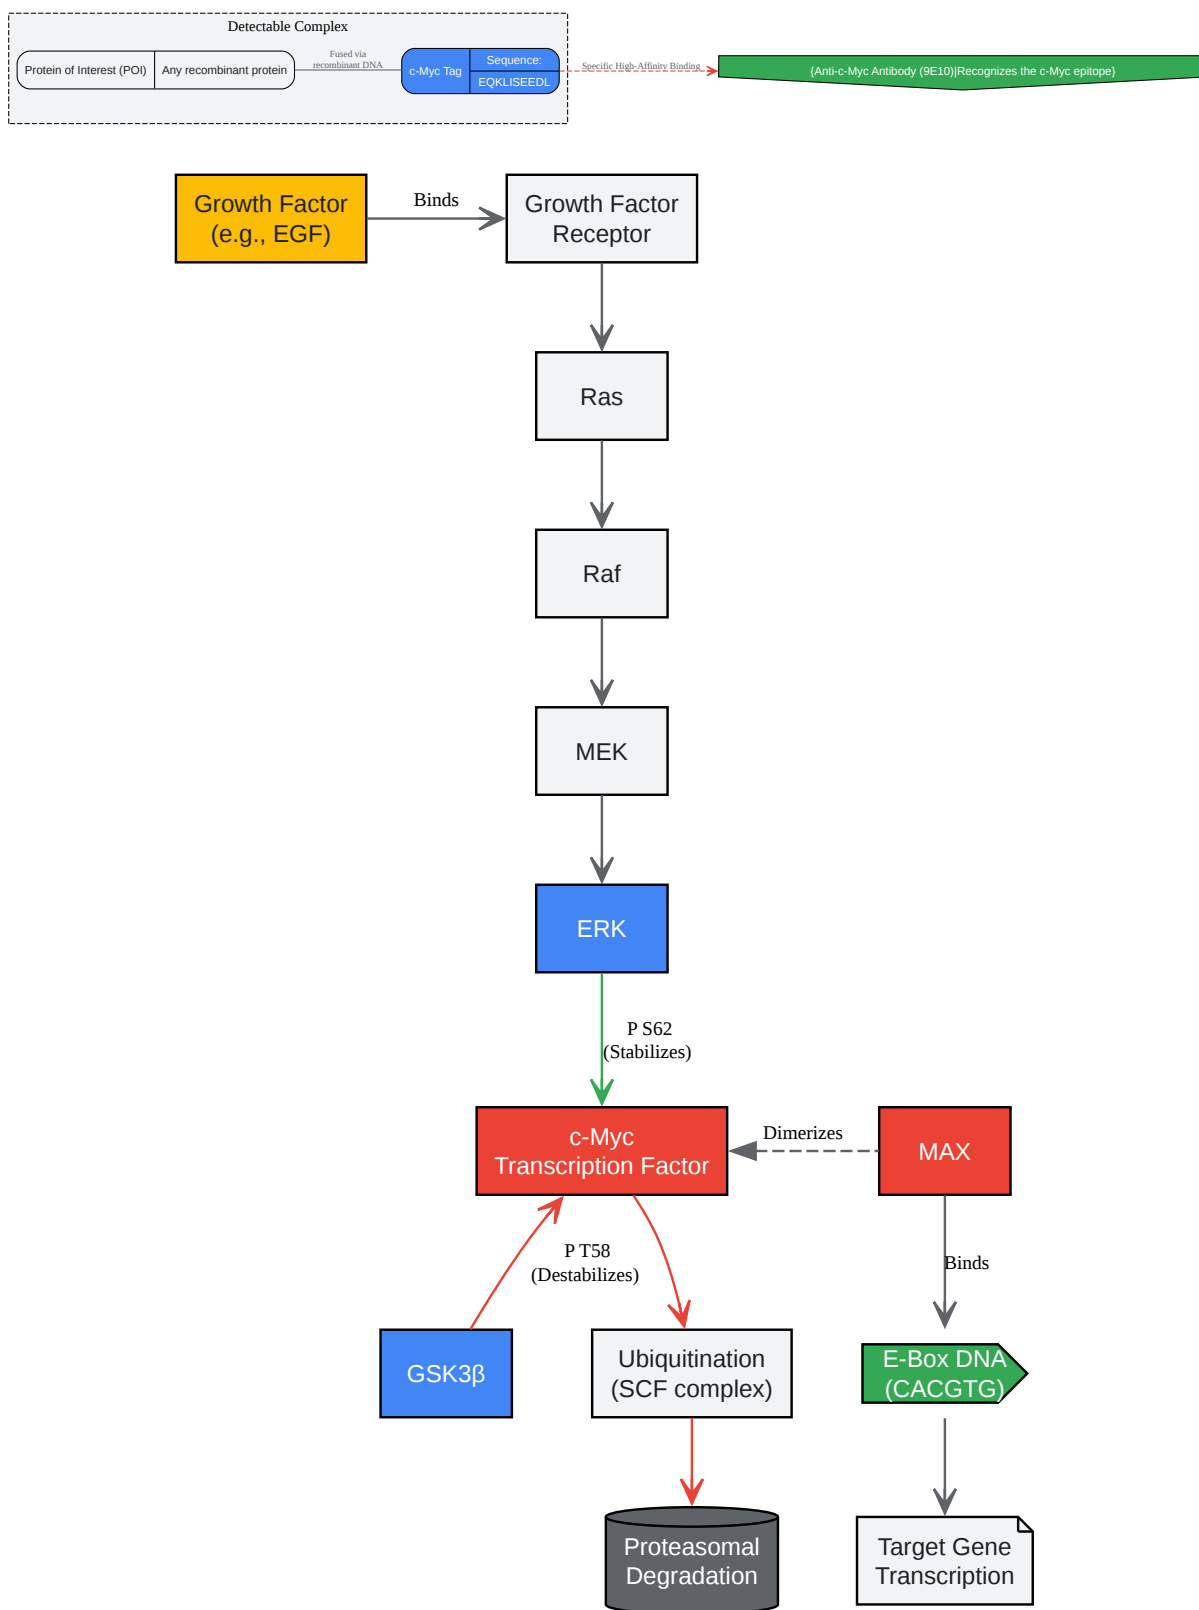 Detectable Complex
Protein of Interest (POI)
Any recombinant protein
Fused via
recombinant DNA
c-Myc Tag
Sequence:
EQKLISEEDL
Specific High-Affinity Binding
{Anti-c-Myc Antibody (9E10)|Recognizes the c-Myc epitope}
Growth Factor
(e.g., EGF)
Binds
Growth Factor
Receptor
Ras
Raf
MEK
ERK
P S62
(Stabilizes)
c-Myc
Transcription Factor
Dimerizes
MAX
P T58
(Destabilizes)
Binds
GSK3β
Ubiquitination
(SCF complex)
E-Box DNA
(CACGTG)
Proteasomal
Degradation
Target Gene
Transcription